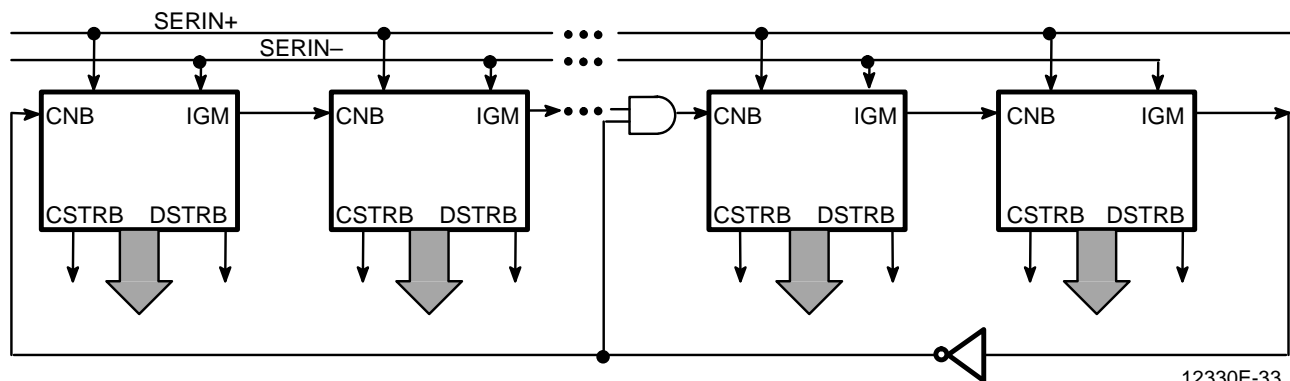 SERIN+
SERIN–
CNB IGM CNB IGM CNB IGM CNB IGM
CSTRB DSTRB CSTRB DSTRB CSTRB DSTRB CSTRB DSTRB
12330E-33